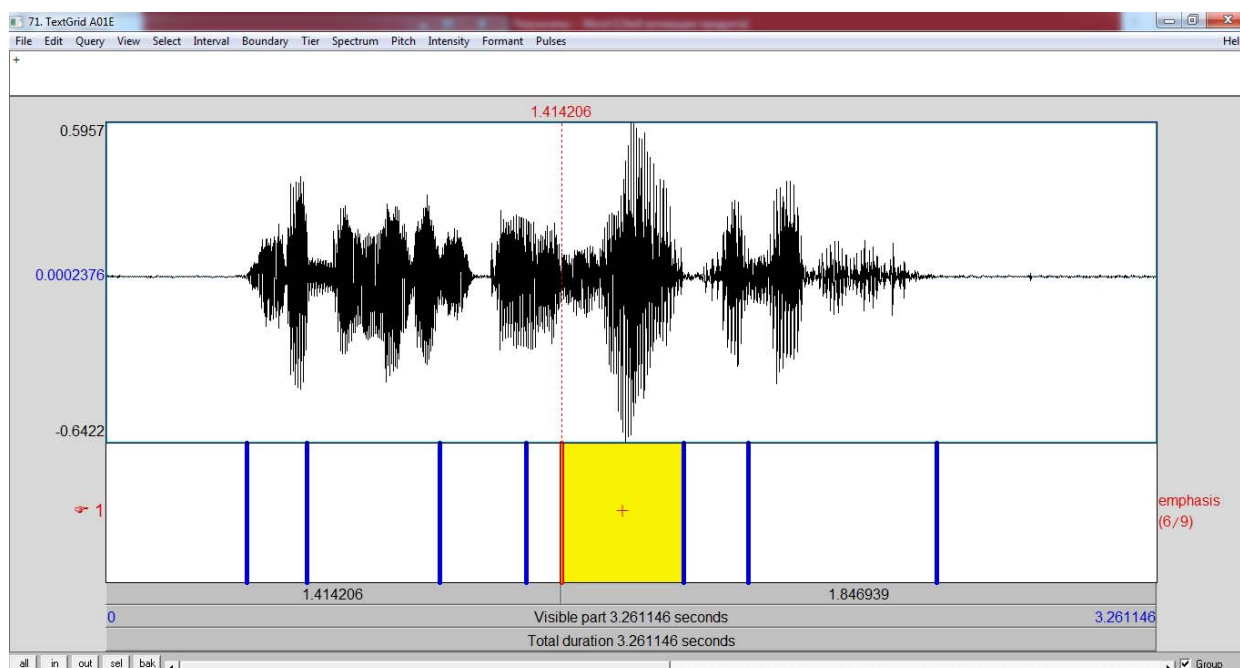 71. TextGrid A01E
File Edit Query View Select Interval Boundary Tier Spectrum Pitch Intensity Formant Pulses Hel
+
1.414206
0.5957
0.0002376
-0.6422
☞ 1
emphasis
(6/9)
1.414206 1.846939
0 Visible part 3.261146 seconds 3.261146
Total duration 3.261146 seconds
all in out sel bak Group